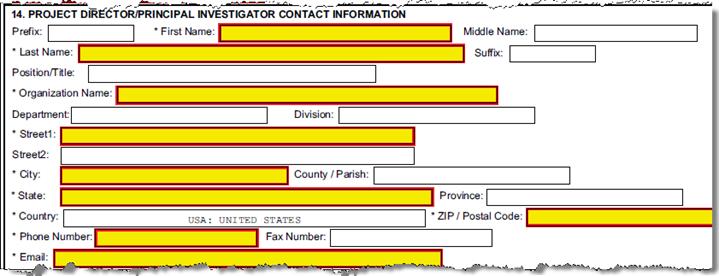 14. PROJECT DIRECTOR/PRINCIPAL INVESTIGATOR CONTACT INFORMATION
Prefix: * First Name: Middle Name:
* Last Name: Suffix:
Position/Title:
* Organization Name:
Department: Division:
* Street1:
Street2:
* City: County / Parish:
* State: Province:
* Country: USA: UNITED STATES * ZIP / Postal Code:
* Phone Number: Fax Number:
* Email: